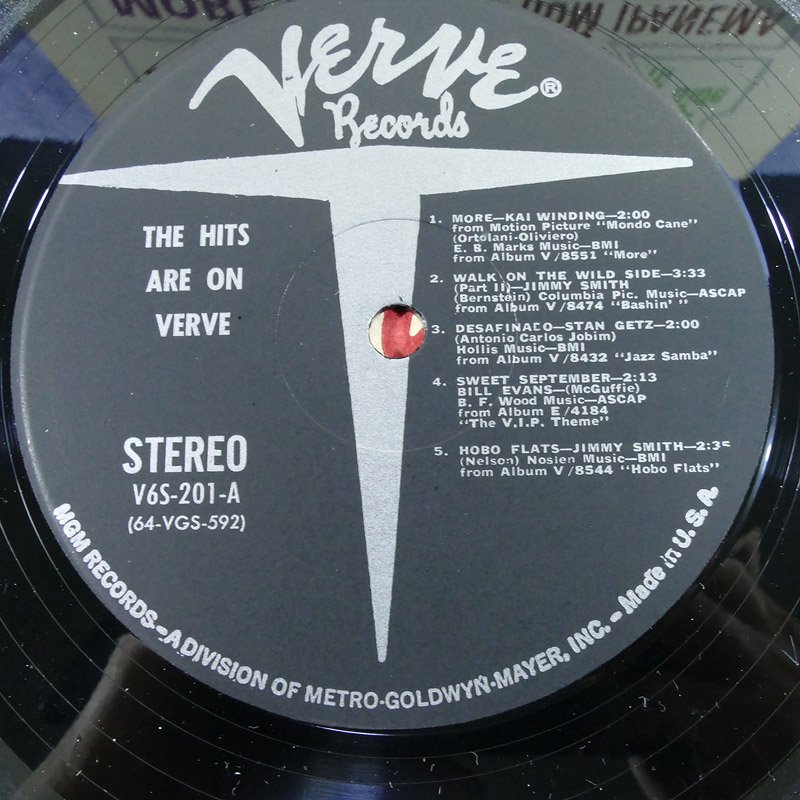 MORE
IPANEMA
Verve ®
Records
THE HITS
ARE ON
VERVE
STEREO
V6S-201-A
(64-VGS-592)
1. MORE—KAI WINDING—2:00
from Motion Picture "Mondo Cane"
(Ortolani-Oliviero)
E. B. Marks Music—BMI
from Album V/8551 "More"
2. WALK ON THE WILD SIDE—3:33
(Part II)—JIMMY SMITH
(Bernstein) Columbia Pic. Music—ASCAP
from Album V/8474 "Bashin' "
3. DESAFINADO—STAN GETZ—2:00
(Antonio Carlos Jobim)
Hollis Music—BMI
from Album V/8432 "Jazz Samba"
4. SWEET SEPTEMBER—2:13
BILL EVANS—(McGuffie)
B. F. Wood Music—ASCAP
from Album E/4184
"The V.I.P. Theme"
5. HOBO FLATS—JIMMY SMITH—2:35
(Nelson) Noslen Music—BMI
from Album V/8544 "Hobo Flats"
MGM RECORDS—A DIVISION OF METRO-GOLDWYN-MAYER, INC. – Made in U.S.A.